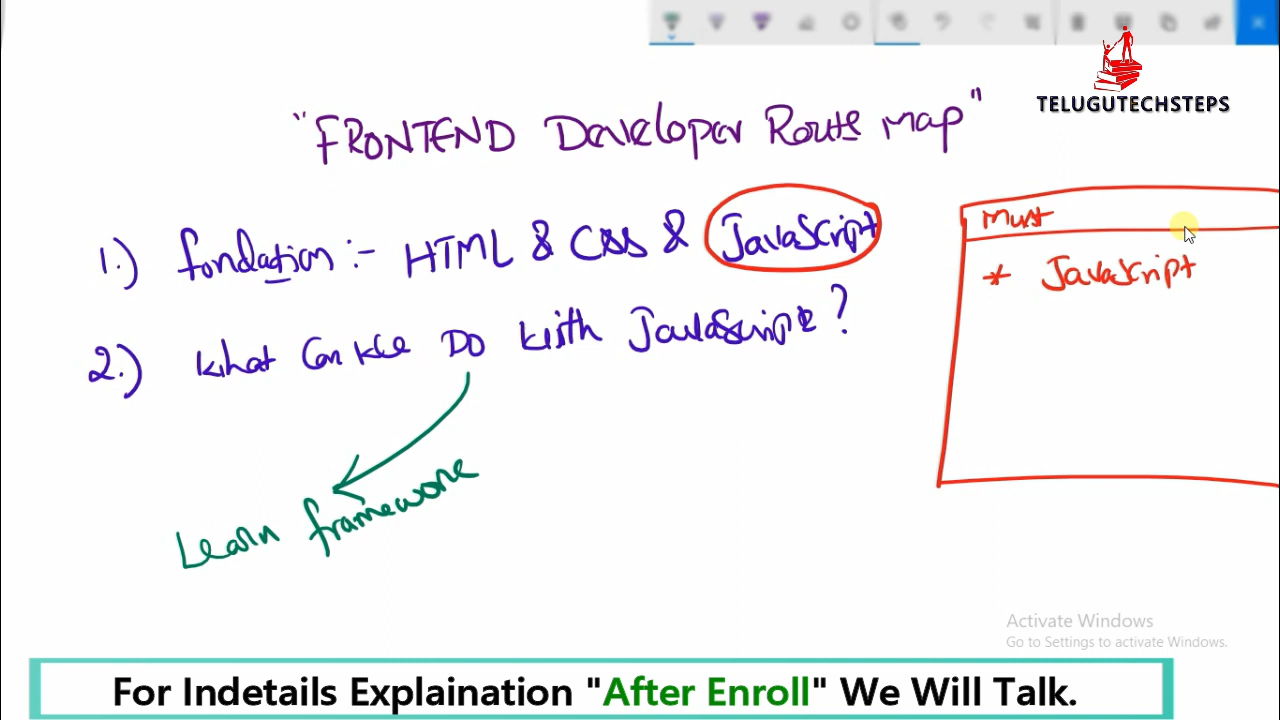 TELUGUTECHSTEPS
"FRONTEND Developer Route Map"
1.) fondation :- HTML & CSS & JavaScript
Must
* JavaScript
2.) What Can We Do With JavaScript?
Learn framework
Activate Windows
Go to Settings to activate Windows.
For Indetails Explaination "After Enroll" We Will Talk.